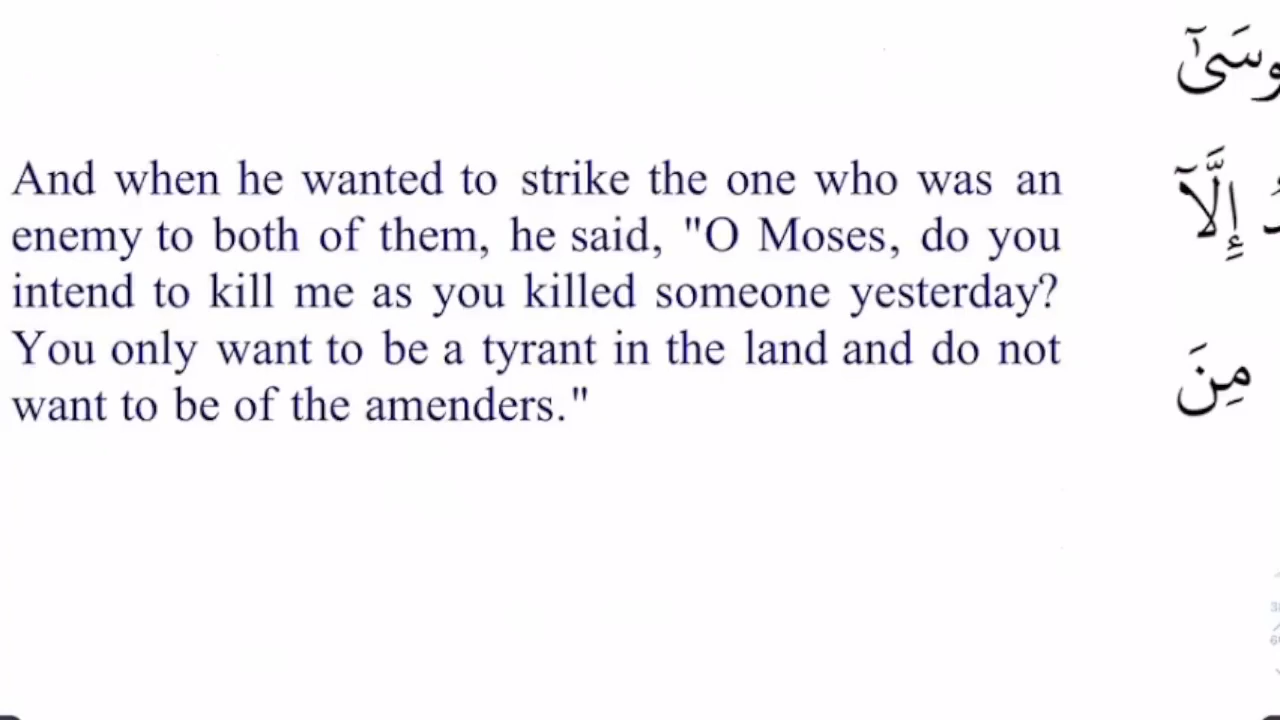 And when he wanted to strike the one who was an
enemy to both of them, he said, "O Moses, do you
intend to kill me as you killed someone yesterday?
You only want to be a tyrant in the land and do not
want to be of the amenders."
إِلَّآ
مِنَ